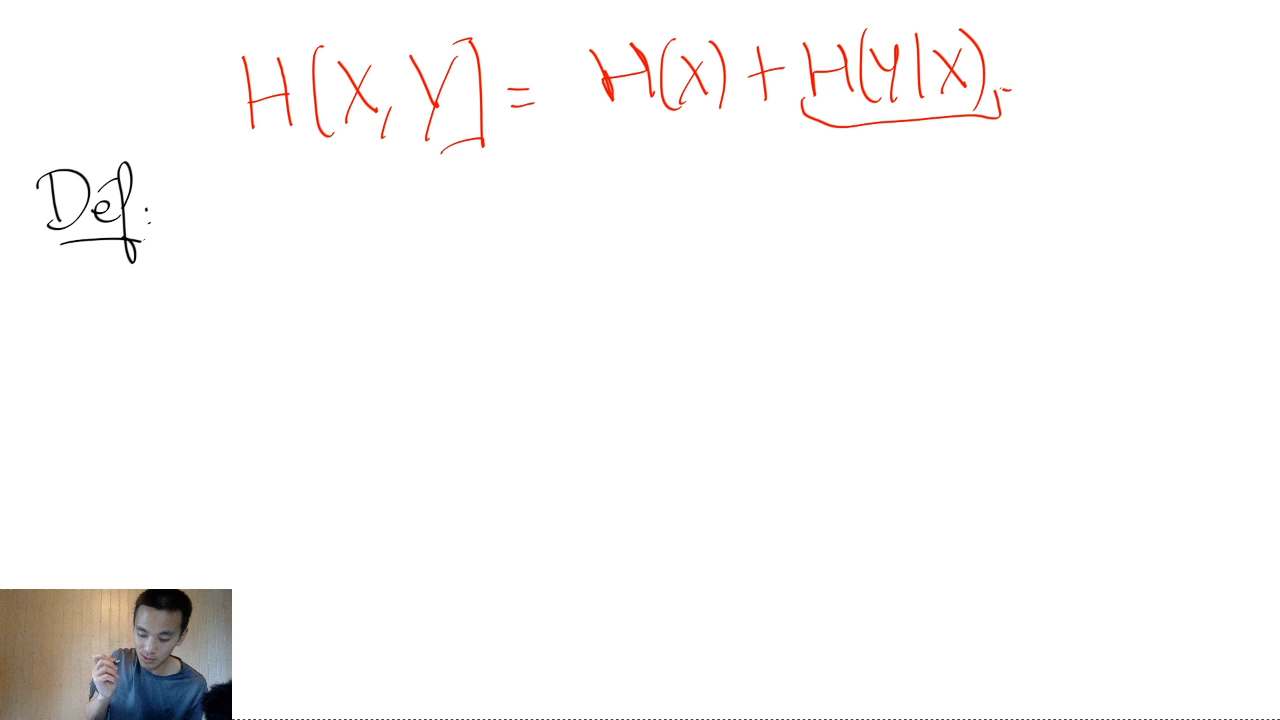 H(X, Y] = H(X) + H(Y|X),
Def: